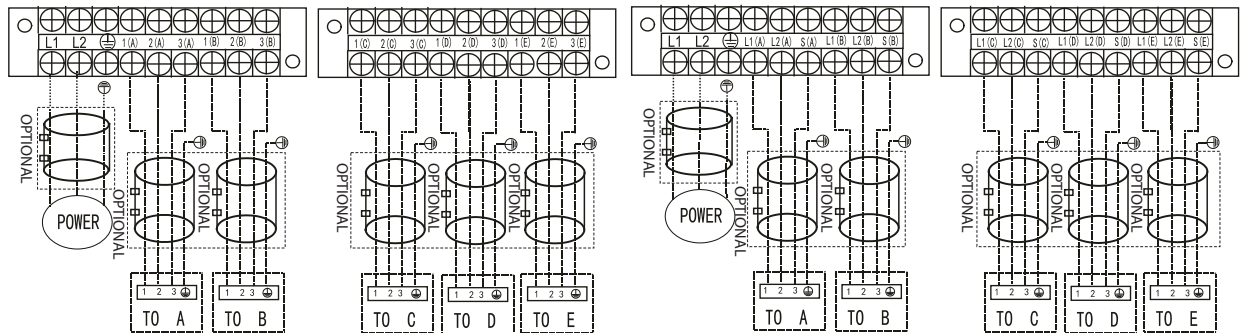 L1 L2 1(A) 2(A) 3(A) 1(B) 2(B) 3(B)
OPTIONAL
POWER
OPTIONAL
OPTIONAL
1 2 3
TO A
1 2 3
TO B
1(C) 2(C) 3(C) 1(D) 2(D) 3(D) 1(E) 2(E) 3(E)
OPTIONAL
OPTIONAL
OPTIONAL
1 2 3
TO C
1 2 3
TO D
1 2 3
TO E
L1 L2 L1(A) L2(A) S(A) L1(B) L2(B) S(B)
OPTIONAL
POWER
OPTIONAL
OPTIONAL
1 2 3
TO A
1 2 3
TO B
L1(C) L2(C) S(C) L1(D) L2(D) S(D) L1(E) L2(E) S(E)
OPTIONAL
OPTIONAL
OPTIONAL
1 2 3
TO C
1 2 3
TO D
1 2 3
TO E